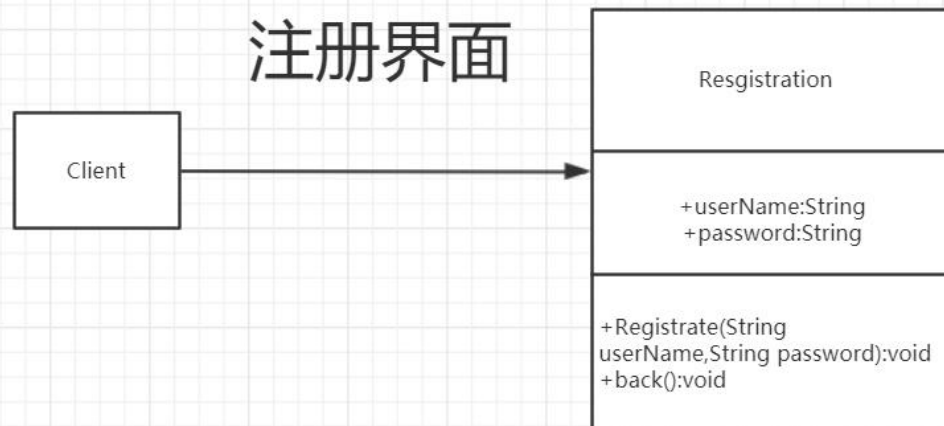 注册界面
Resgistration
Client
+userName:String
+password:String
+Registrate(String
userName,String password):void
+back():void